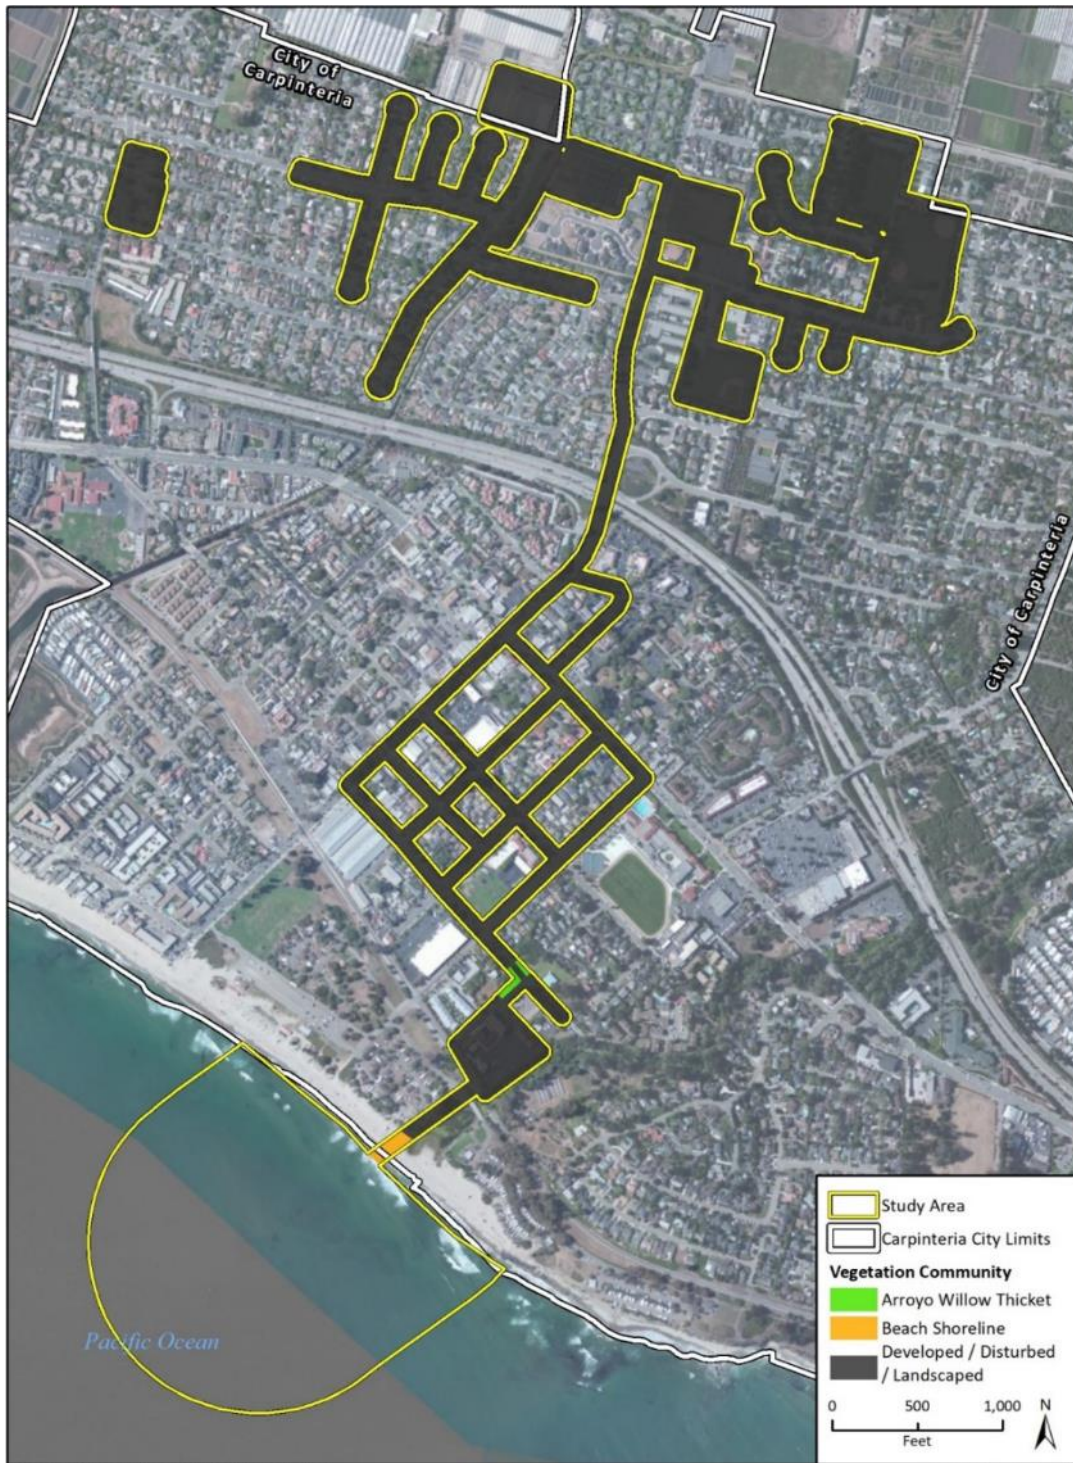 City of
Carpinteria
City of Carpinteria
Pacific Ocean
Study Area
Carpinteria City Limits
Vegetation Community
Arroyo Willow Thicket
Beach Shoreline
Developed / Disturbed
/ Landscaped
0 500 1,000 N
Feet